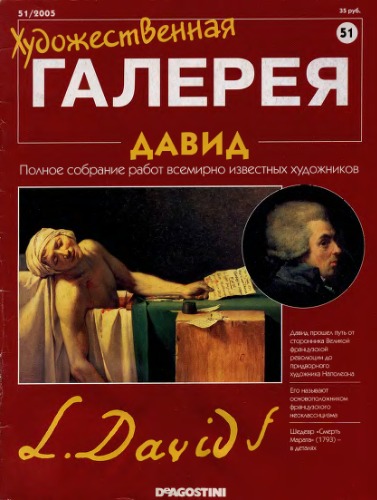 51/2005
35 руб.
Художественная
51
ГАЛЕРЕЯ
ДАВИД
Полное собрание работ всемирно известных художников
Давид прошел путь от
сторонника Великой
французской
революции до
придворного
художника Наполеона
Его называют
основоположником
французского
неоклассицизма
Шедевр «Смерть
Марата» (1793) –
в деталях
L. David f
DEAGOSTINI